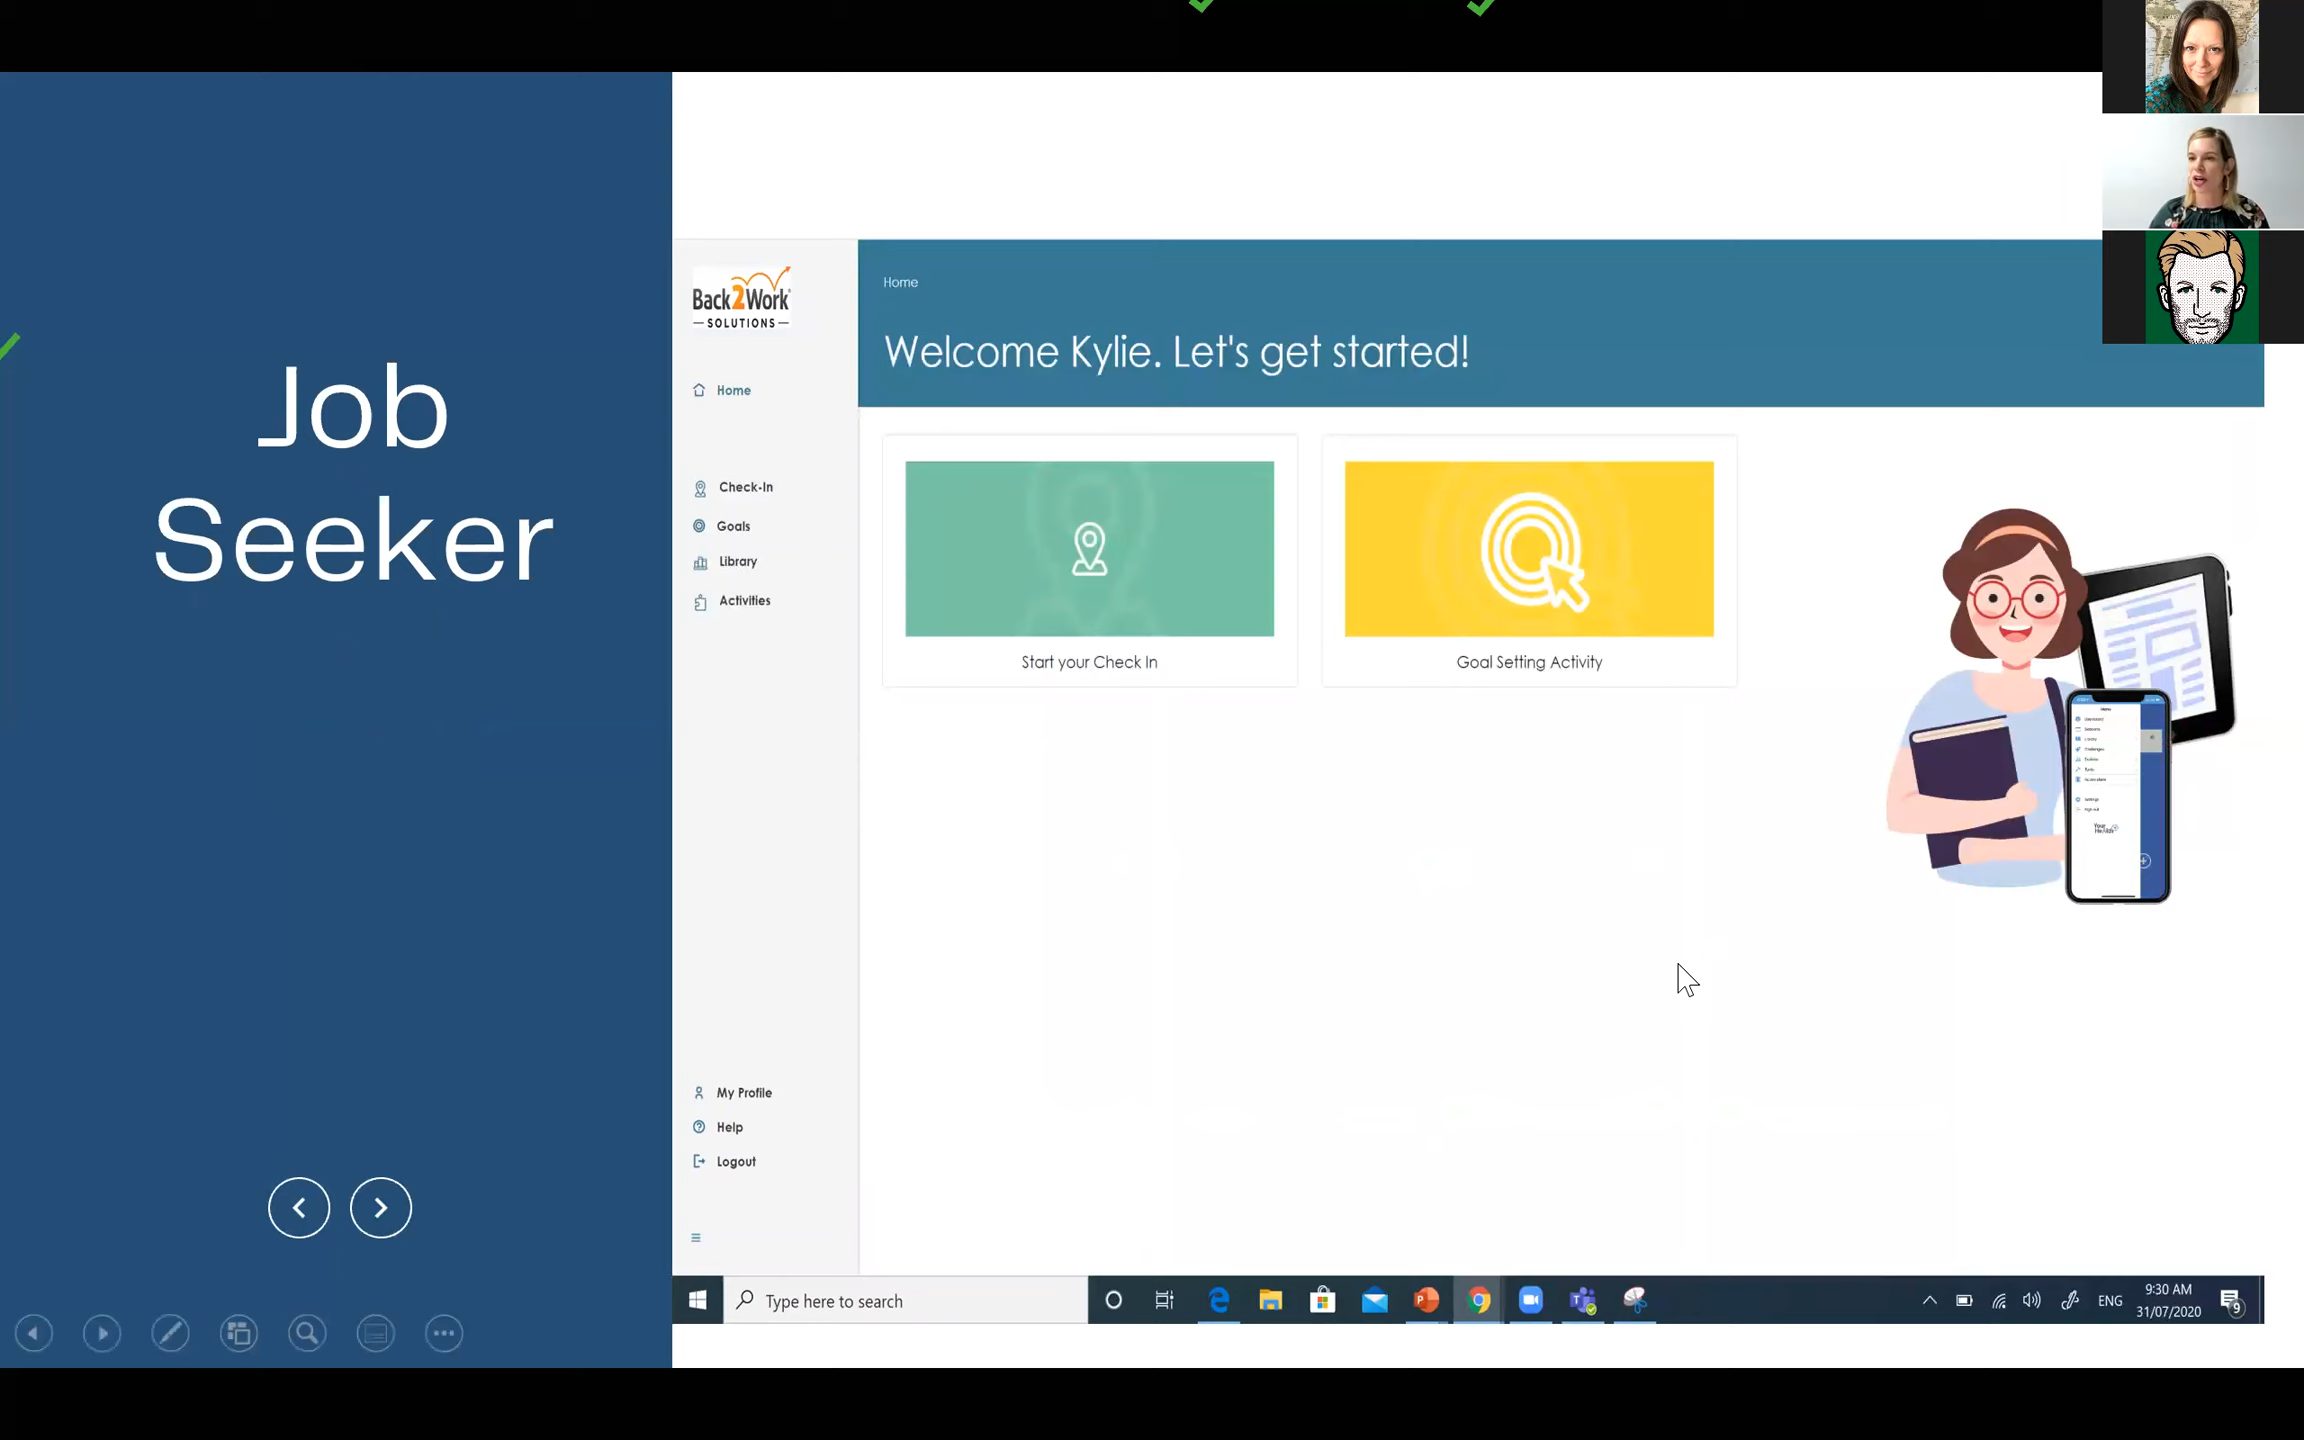 Job
Seeker
Back2Work
SOLUTIONS
Home
Check-In
Goals
Library
Activities
My Profile
Help
Logout
Home
Welcome Kylie. Let's get started!
Start your Check In
Goal Setting Activity
Type here to search
ENG
9:30 AM
31/07/2020
9